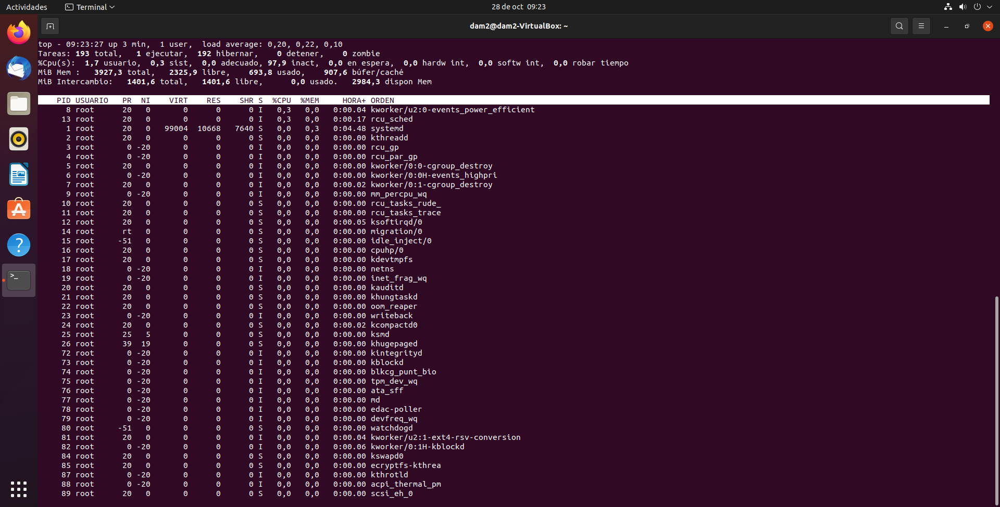 Actividades Terminal 28 de oct 09:23
dam2@dam2-VirtualBox: ~
top - 09:23:27 up 3 min,  1 user,  load average: 0,20, 0,22, 0,10
Tareas: 193 total,   1 ejecutar,  192 hibernar,    0 detener,    0 zombie
%Cpu(s):  1,7 usuario,  0,3 sist,  0,0 adecuado, 97,9 inact,  0,0 en espera,  0,0 hardw int,  0,0 softw int,  0,0 robar tiempo
MiB Mem :   3927,3 total,   2325,9 libre,    693,8 usado,    907,6 búfer/caché
MiB Intercambio:   1401,6 total,   1401,6 libre,      0,0 usado.   2984,3 dispon Mem
PID USUARIO   PR  NI    VIRT    RES    SHR S  %CPU  %MEM     HORA+ ORDEN
8 root      20   0       0      0      0 I   0,3   0,0   0:00.04 kworker/u2:0-events_power_efficient
13 root      20   0       0      0      0 I   0,3   0,0   0:00.17 rcu_sched
1 root      20   0   99004  10668   7640 S   0,0   0,3   0:04.48 systemd
2 root      20   0       0      0      0 S   0,0   0,0   0:00.00 kthreadd
3 root       0 -20       0      0      0 I   0,0   0,0   0:00.00 rcu_gp
4 root       0 -20       0      0      0 I   0,0   0,0   0:00.00 rcu_par_gp
5 root      20   0       0      0      0 I   0,0   0,0   0:00.00 kworker/0:0-cgroup_destroy
6 root       0 -20       0      0      0 I   0,0   0,0   0:00.00 kworker/0:0H-events_highpri
7 root      20   0       0      0      0 I   0,0   0,0   0:00.02 kworker/0:1-cgroup_destroy
9 root       0 -20       0      0      0 I   0,0   0,0   0:00.00 mm_percpu_wq
10 root      20   0       0      0      0 S   0,0   0,0   0:00.00 rcu_tasks_rude_
11 root      20   0       0      0      0 S   0,0   0,0   0:00.00 rcu_tasks_trace
12 root      20   0       0      0      0 S   0,0   0,0   0:00.05 ksoftirqd/0
14 root      rt   0       0      0      0 S   0,0   0,0   0:00.00 migration/0
15 root     -51   0       0      0      0 S   0,0   0,0   0:00.00 idle_inject/0
16 root      20   0       0      0      0 S   0,0   0,0   0:00.00 cpuhp/0
17 root      20   0       0      0      0 S   0,0   0,0   0:00.00 kdevtmpfs
18 root       0 -20       0      0      0 I   0,0   0,0   0:00.00 netns
19 root       0 -20       0      0      0 I   0,0   0,0   0:00.00 inet_frag_wq
20 root      20   0       0      0      0 S   0,0   0,0   0:00.00 kauditd
21 root      20   0       0      0      0 S   0,0   0,0   0:00.00 khungtaskd
22 root      20   0       0      0      0 S   0,0   0,0   0:00.00 oom_reaper
23 root       0 -20       0      0      0 I   0,0   0,0   0:00.00 writeback
24 root      20   0       0      0      0 S   0,0   0,0   0:00.02 kcompactd0
25 root      25   5       0      0      0 S   0,0   0,0   0:00.00 ksmd
26 root      39  19       0      0      0 S   0,0   0,0   0:00.00 khugepaged
72 root       0 -20       0      0      0 I   0,0   0,0   0:00.00 kintegrityd
73 root       0 -20       0      0      0 I   0,0   0,0   0:00.00 kblockd
74 root       0 -20       0      0      0 I   0,0   0,0   0:00.00 blkcg_punt_bio
75 root       0 -20       0      0      0 I   0,0   0,0   0:00.00 tpm_dev_wq
76 root       0 -20       0      0      0 I   0,0   0,0   0:00.00 ata_sff
77 root       0 -20       0      0      0 I   0,0   0,0   0:00.00 md
78 root       0 -20       0      0      0 I   0,0   0,0   0:00.00 edac-poller
79 root       0 -20       0      0      0 I   0,0   0,0   0:00.00 devfreq_wq
80 root     -51   0       0      0      0 S   0,0   0,0   0:00.00 watchdogd
81 root      20   0       0      0      0 I   0,0   0,0   0:00.04 kworker/u2:1-ext4-rsv-conversion
82 root       0 -20       0      0      0 I   0,0   0,0   0:00.06 kworker/0:1H-kblockd
84 root      20   0       0      0      0 S   0,0   0,0   0:00.00 kswapd0
85 root      20   0       0      0      0 S   0,0   0,0   0:00.00 ecryptfs-kthrea
87 root       0 -20       0      0      0 I   0,0   0,0   0:00.00 kthrotld
88 root       0 -20       0      0      0 I   0,0   0,0   0:00.00 acpi_thermal_pm
89 root      20   0       0      0      0 S   0,0   0,0   0:00.00 scsi_eh_0